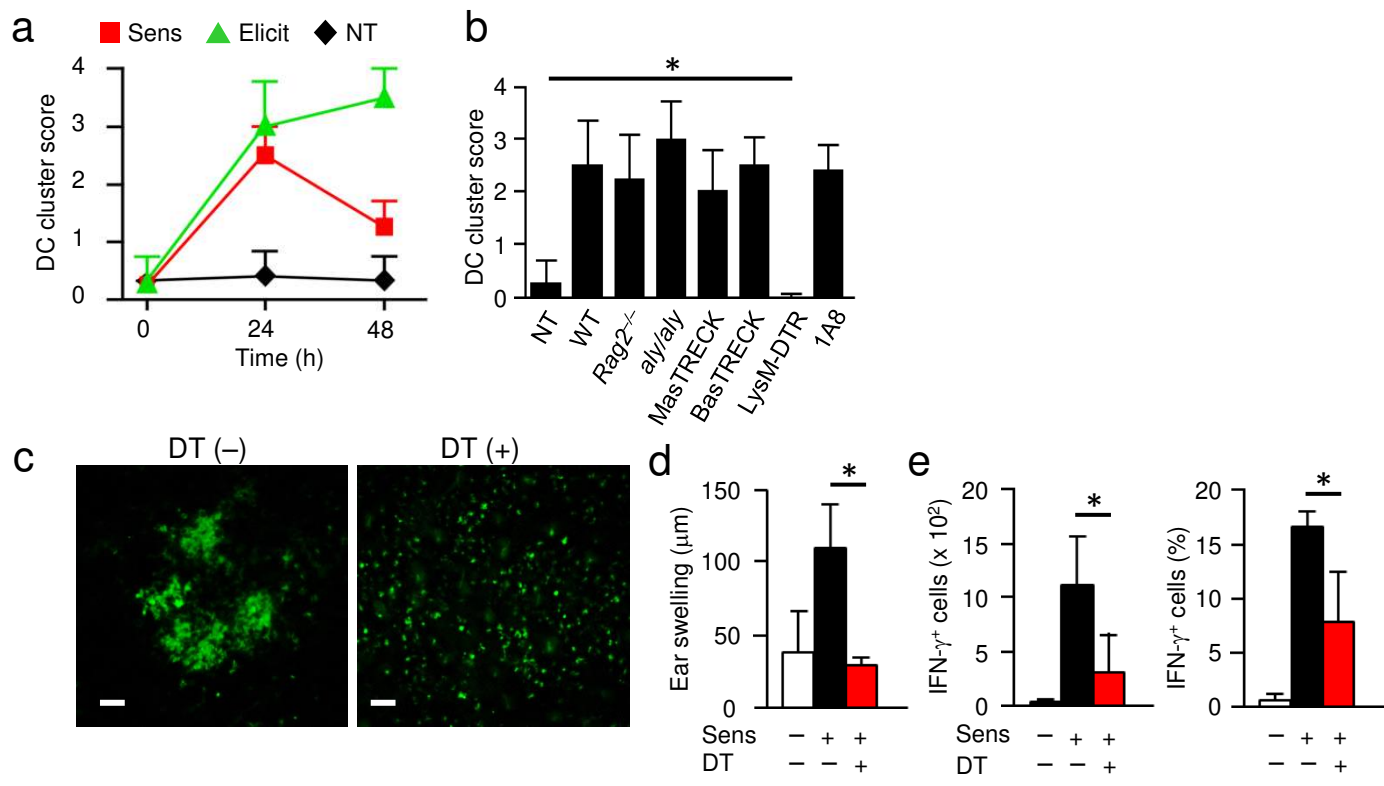 a
Sens Elicit NT
DC cluster score
4
3
2
1
0
0 24 48
Time (h)
b
*
DC cluster score
4
3
2
1
0
NT
WT
Rag2–/–
aly/aly
MasTRECK
BasTRECK
LysM-DTR
1A8
c
DT (–) DT (+)
d
*
Ear swelling (μm)
150
100
50
0
Sens – + +
DT – – +
e
*
IFN-γ+ cells (x 10²)
20
15
10
5
0
Sens – + +
DT – – +
*
IFN-γ+ cells (%)
20
15
10
5
0
– + +
– – +